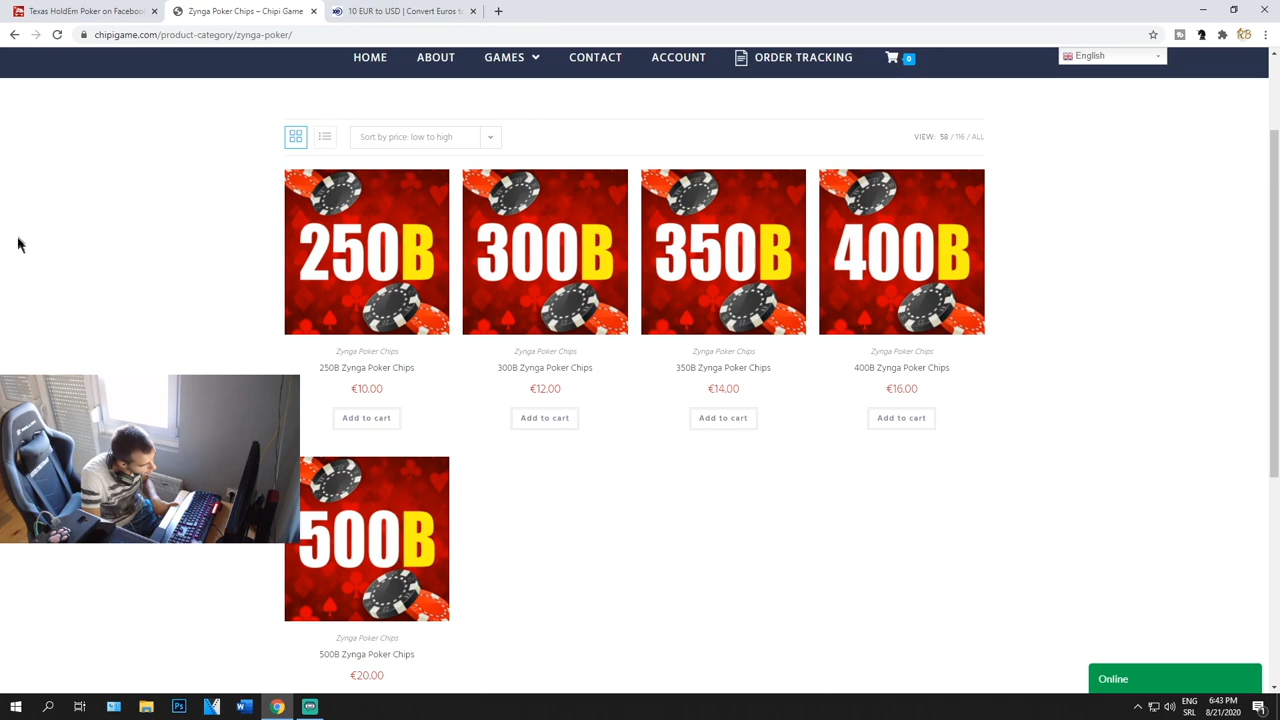 Texas HoldEm Poker on Facebook
Zynga Poker Chips – Chipi Game
10 EUR to USD | Convert Euros to
chipigame.com/product-category/zynga-poker/
HOME ABOUT GAMES CONTACT ACCOUNT ORDER TRACKING 0
English
Sort by price: low to high
VIEW: 58 / 116 / ALL
250B
300B
350B
400B
Zynga Poker Chips
250B Zynga Poker Chips
€10.00
Add to cart
Zynga Poker Chips
300B Zynga Poker Chips
€12.00
Add to cart
Zynga Poker Chips
350B Zynga Poker Chips
€14.00
Add to cart
Zynga Poker Chips
400B Zynga Poker Chips
€16.00
Add to cart
500B
Zynga Poker Chips
500B Zynga Poker Chips
€20.00
Online
Ps
ENG
SRL
6:43 PM
8/21/2020